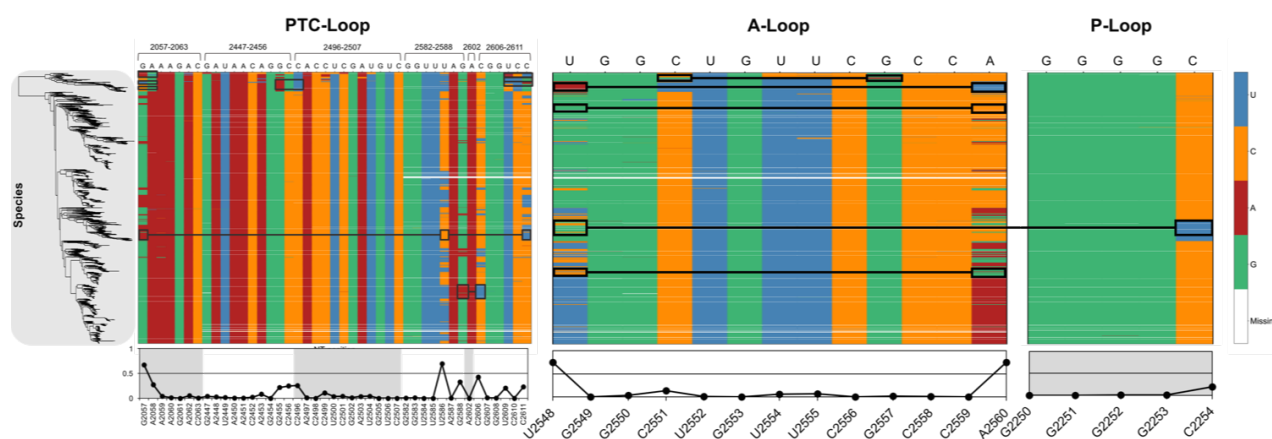 PTC-Loop
A-Loop
P-Loop
2057-2063 2447-2456 2496-2507 2582-2588 2602 2606-2611
G A A A G A C G A U A A C A G G C C A C C U C G A U G U C G G U U U A G A C G G U C C
U G G C U G U U C G C C A
G G G G C
Species
U
C
A
G
Missin
1
0.5
0
G2057 A2058 A2059 A2060 G2061 A2062 C2063 G2447 A2448 U2449 A2450 A2451 C2452 A2453 G2454 G2455 C2456 C2496 A2497 C2498 C2499 U2500 C2501 G2502 A2503 U2504 G2505 U2506 C2507 G2582 G2583 U2584 U2585 U2586 A2587 G2588 A2602 C2606 G2607 G2608 U2609 C2610 C2611
U2548 G2549 G2550 C2551 U2552 G2553 U2554 U2555 C2556 G2557 C2558 C2559 A2560
G2250 G2251 G2252 G2253 C2254